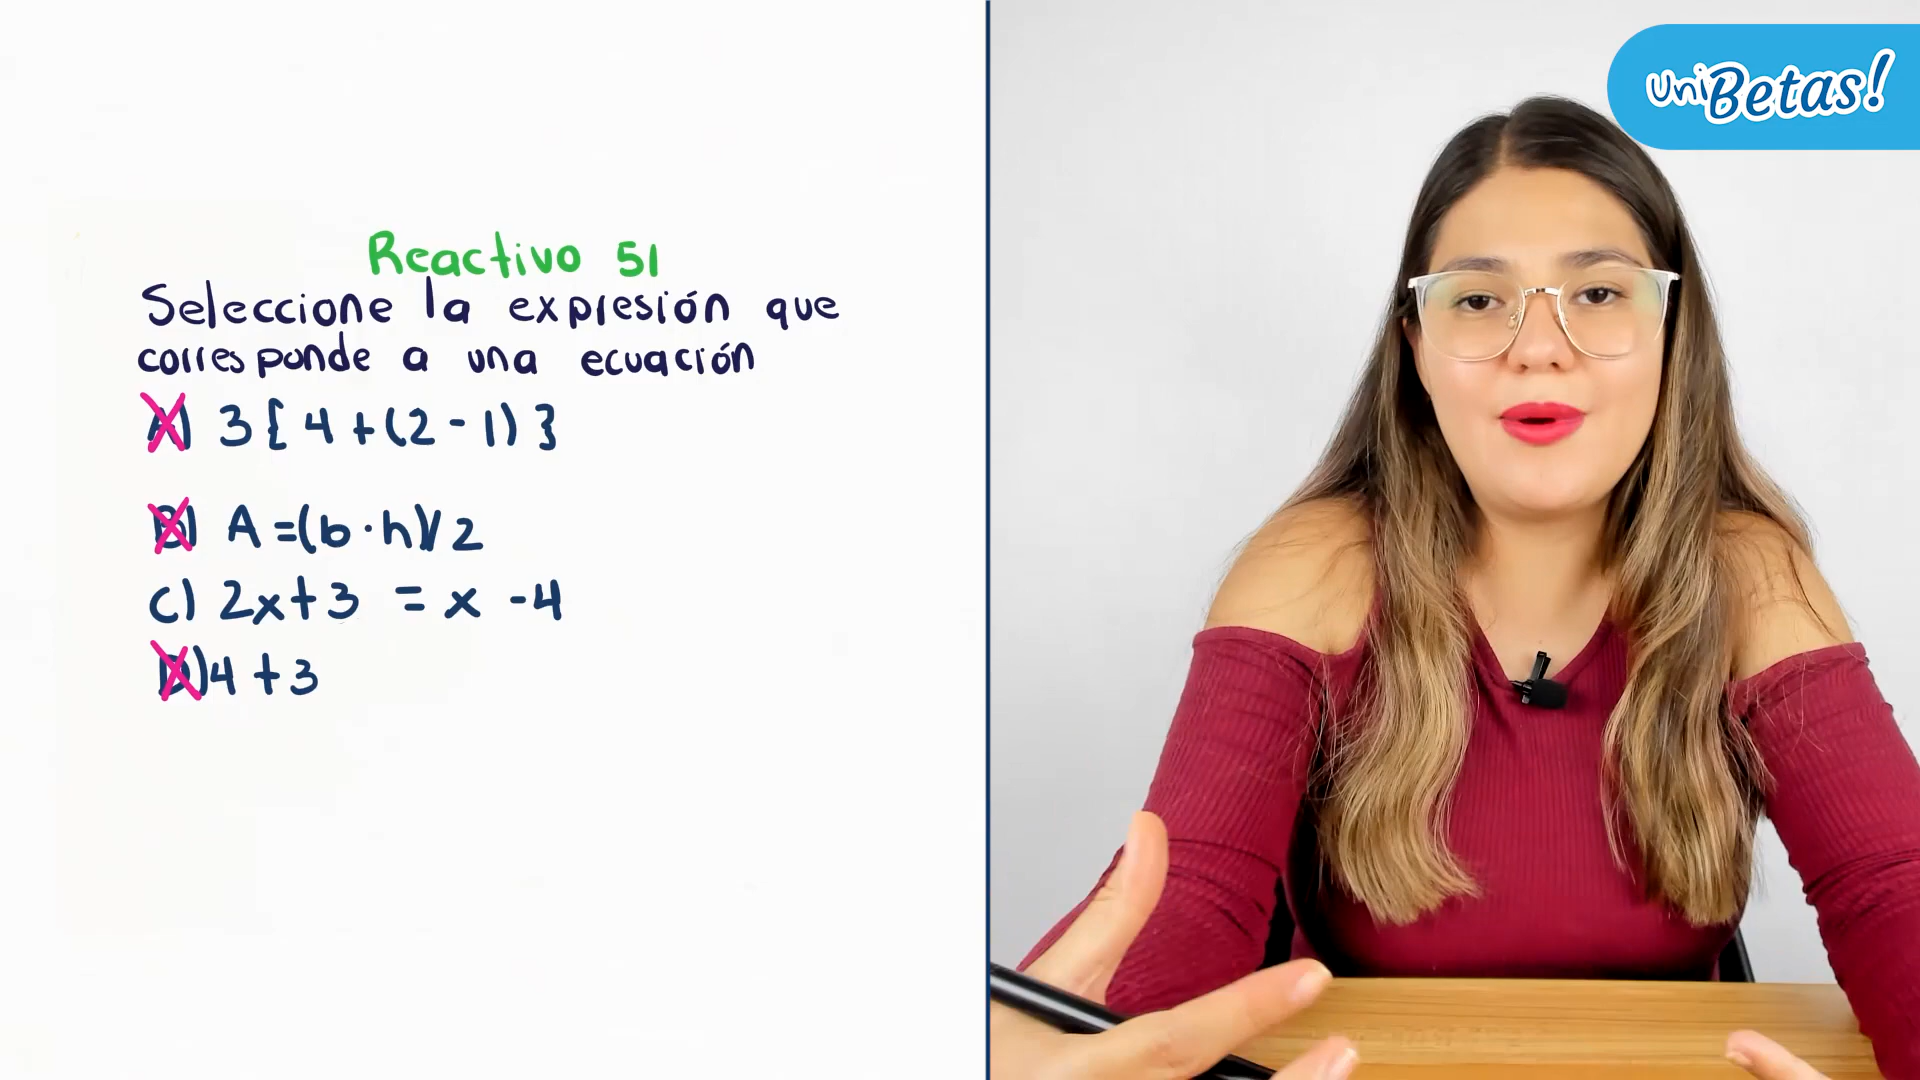 Reactivo 51
Seleccione la expresión que
corresponde a una ecuación
A) 3 { 4 + (2 - 1) }
B) A = (b · h) / 2
c) 2x + 3 = x - 4
D) 4 + 3
uniBetas!